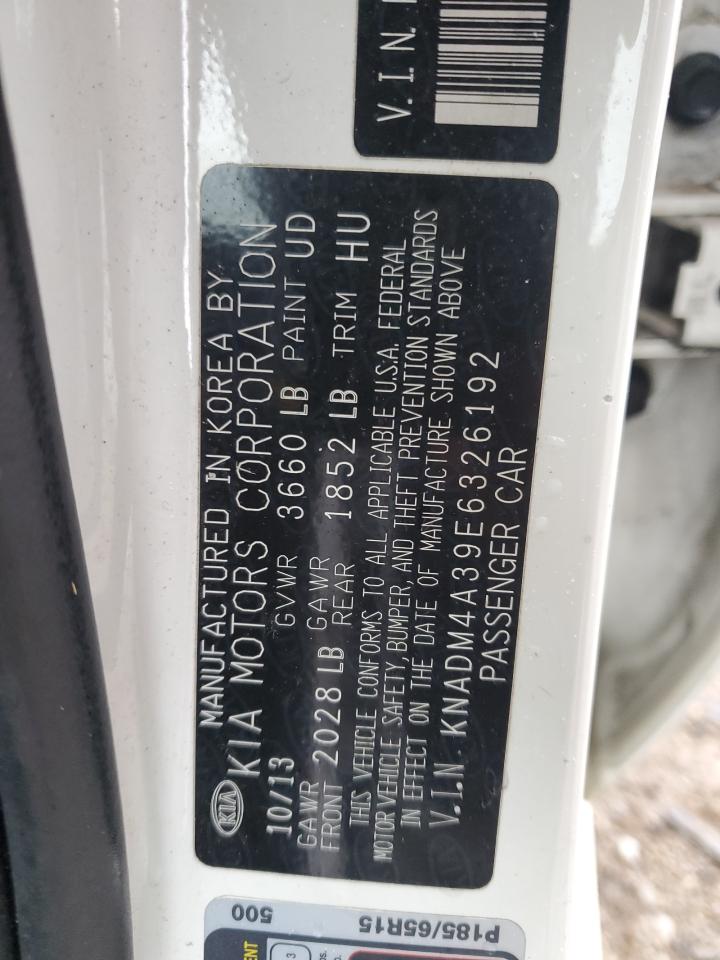 V.I.N.
MANUFACTURED IN KOREA BY
KIA KIA MOTORS CORPORATION
10/13 GVWR 3660 LB PAINT UD
GAWR FRONT 2028 LB GAWR REAR 1852 LB TRIM HU
THIS VEHICLE CONFORMS TO ALL APPLICABLE U.S.A. FEDERAL
MOTOR VEHICLE SAFETY, BUMPER, AND THEFT PREVENTION STANDARDS
IN EFFECT ON THE DATE OF MANUFACTURE SHOWN ABOVE
V.I.N KNADM4A39E6326192
PASSENGER CAR
500
P185/65R15
3